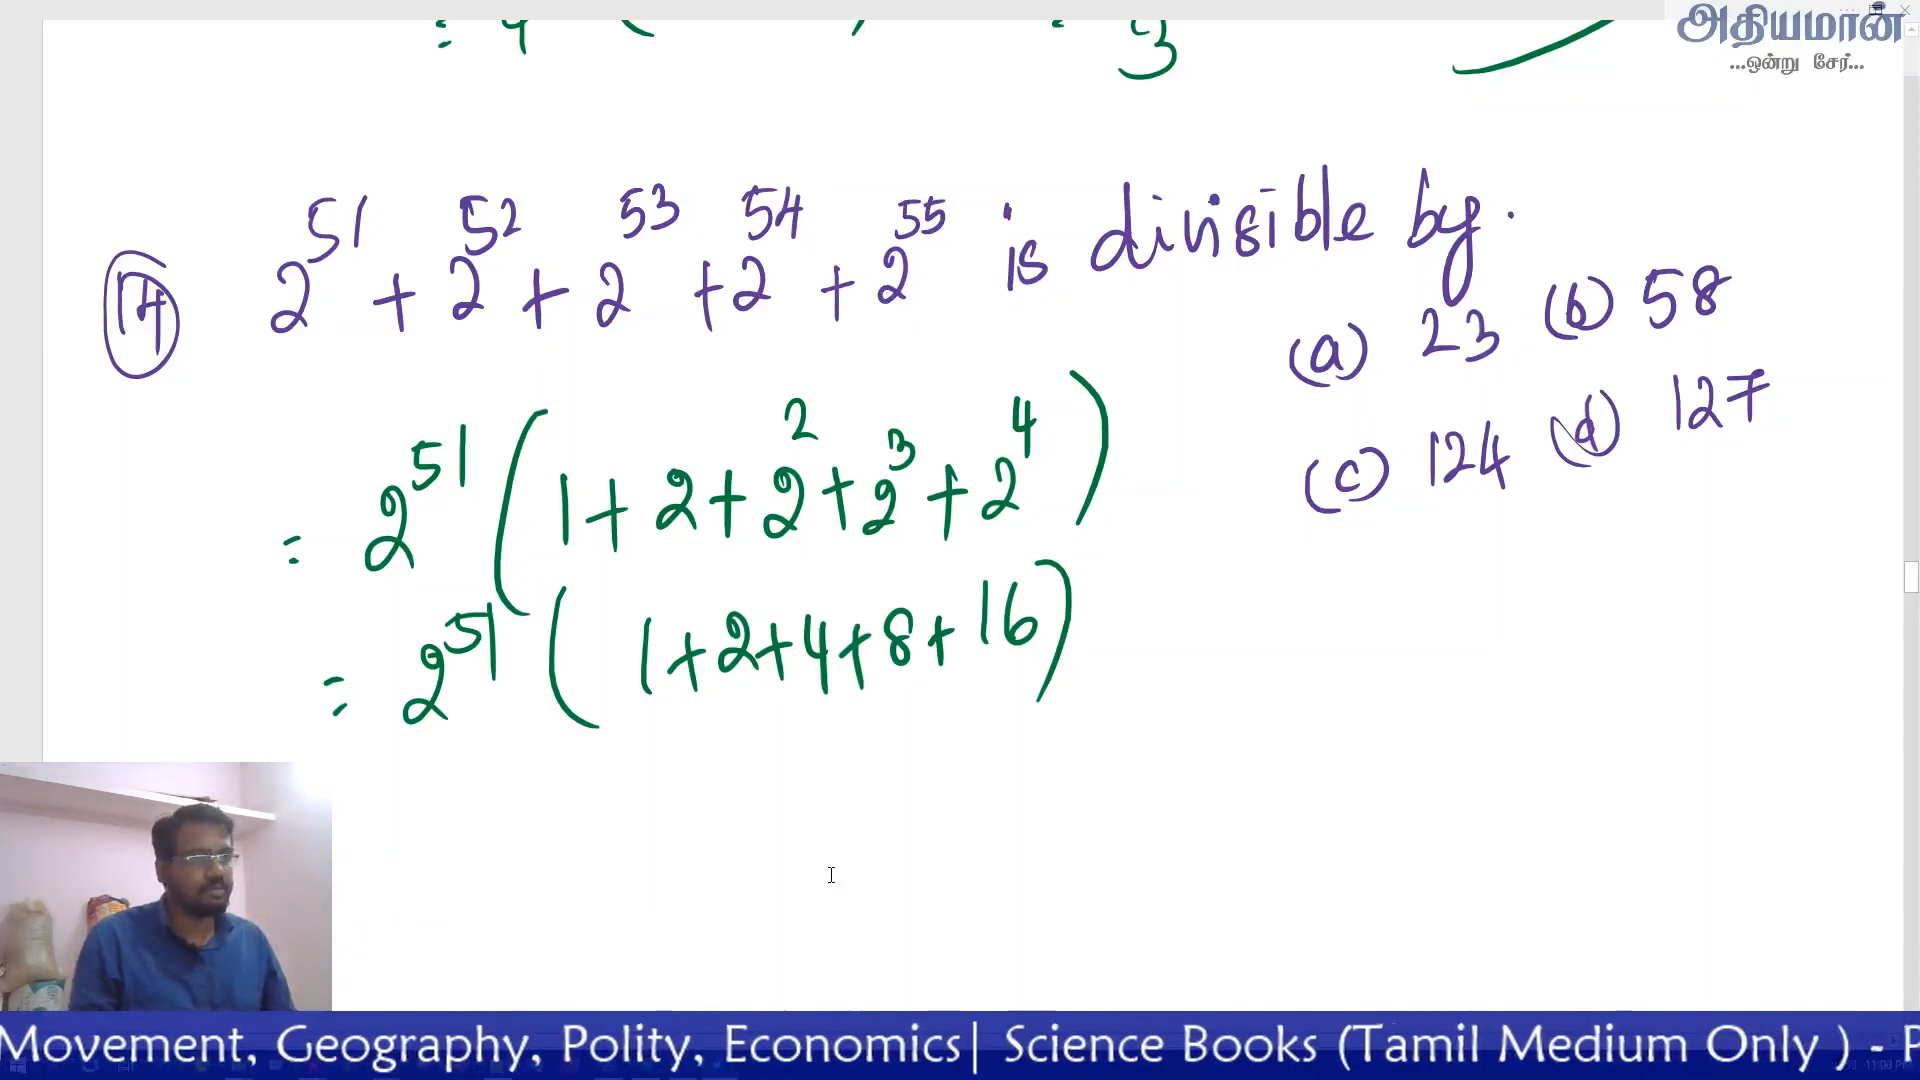 அதியமான்
...ஒன்று சேர்...
14 2^51 + 2^52 + 2^53 + 2^54 + 2^55 is divisible by.
(a) 23 (b) 58
(c) 124 (d) 127
= 2^51 (1 + 2 + 2^2 + 2^3 + 2^4)
= 2^51 (1+2+4+8+16)
Movement, Geography, Polity, Economics| Science Books (Tamil Medium Only ) - P